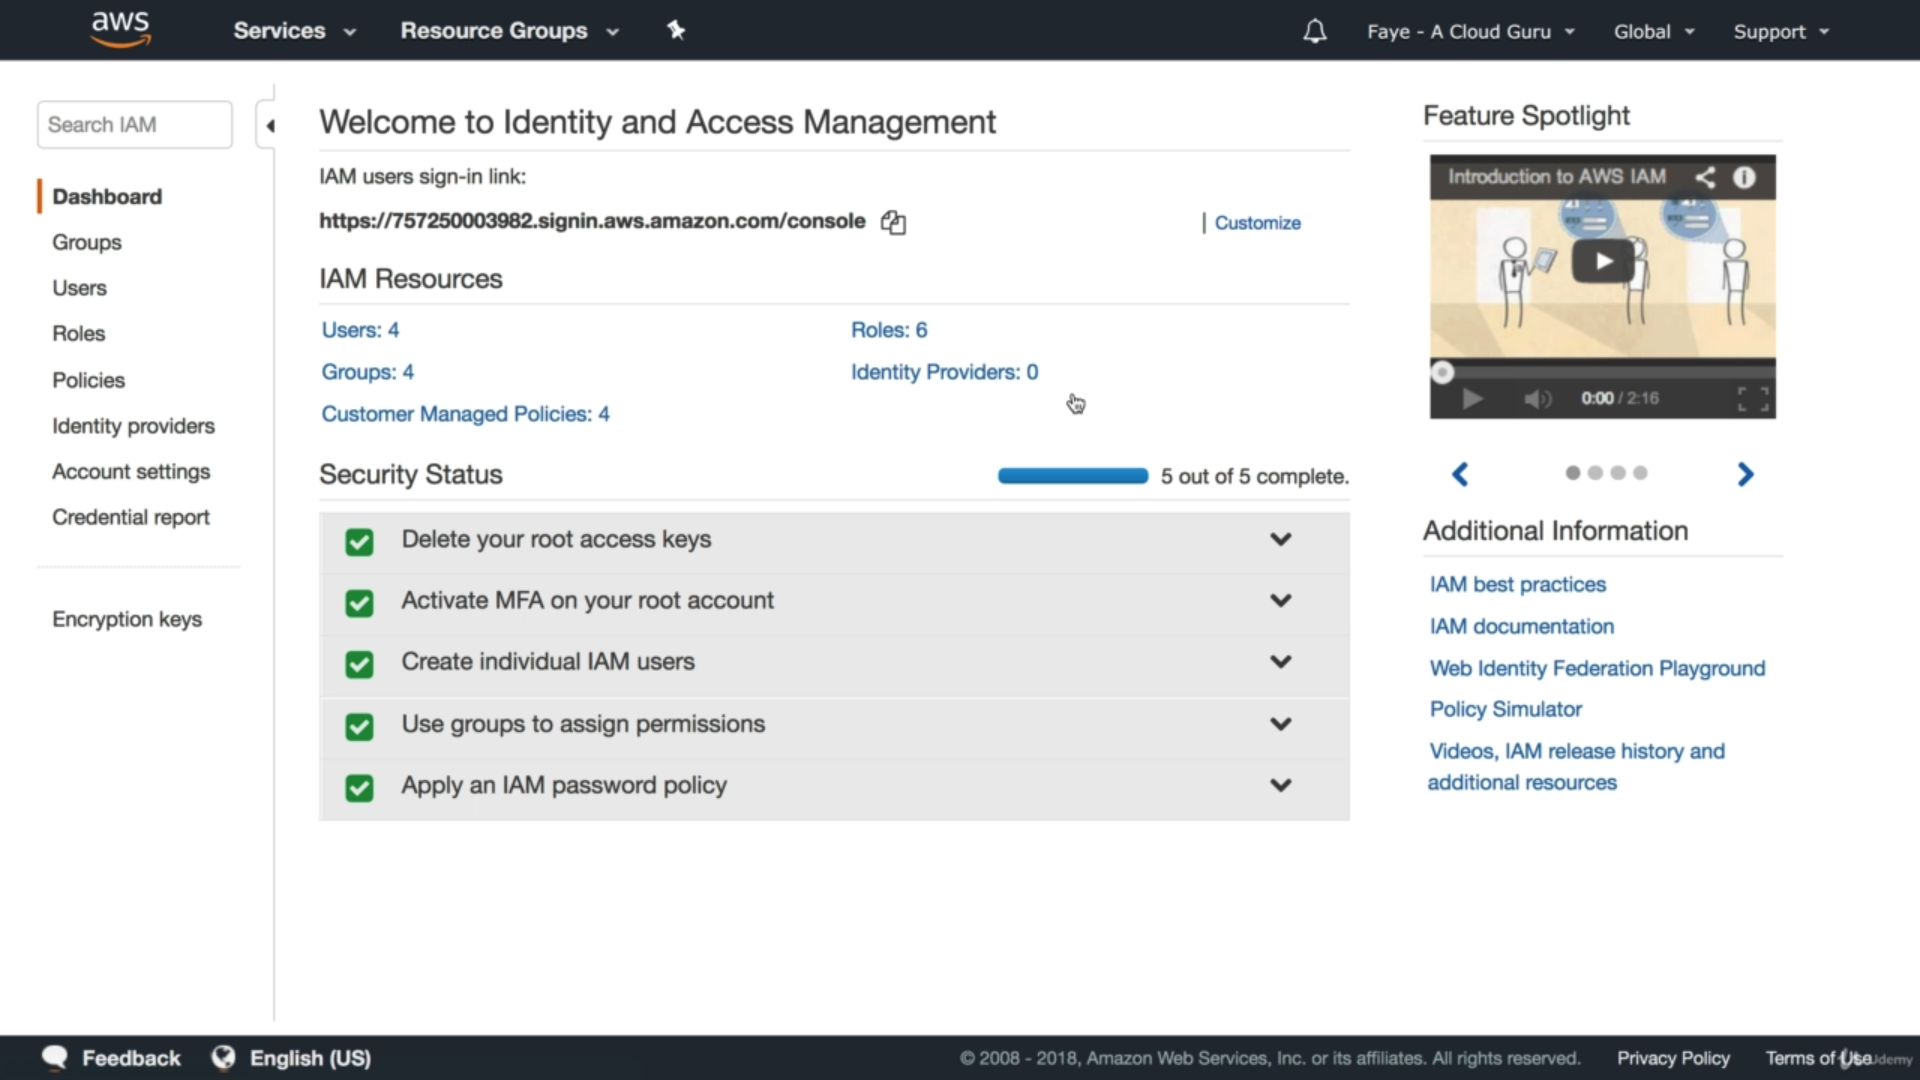 aws
Services
Resource Groups
Faye - A Cloud Guru
Global
Support
Search IAM
Dashboard
Groups
Users
Roles
Policies
Identity providers
Account settings
Credential report
Encryption keys
Welcome to Identity and Access Management
IAM users sign-in link:
https://757250003982.signin.aws.amazon.com/console
| Customize
IAM Resources
Users: 4
Roles: 6
Groups: 4
Identity Providers: 0
Customer Managed Policies: 4
Security Status
5 out of 5 complete.
Delete your root access keys
Activate MFA on your root account
Create individual IAM users
Use groups to assign permissions
Apply an IAM password policy
Feature Spotlight
Introduction to AWS IAM
0:00 / 2:16
Additional Information
IAM best practices
IAM documentation
Web Identity Federation Playground
Policy Simulator
Videos, IAM release history and
additional resources
Feedback
English (US)
© 2008 - 2018, Amazon Web Services, Inc. or its affiliates. All rights reserved.
Privacy Policy
Terms of Use
Udemy